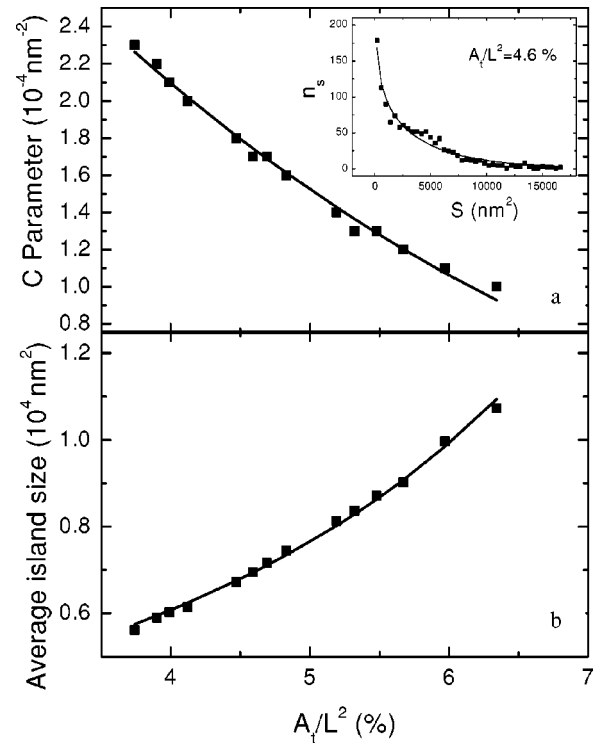 C Parameter (10⁻⁴nm⁻²)
2.4
2.2
2.0
1.8
1.6
1.4
1.2
1.0
0.8
a
nₛ
200
150
100
50
0
Aₜ/L²=4.6 %
0 5000 10000 15000
S (nm²)
Average island size (10⁴ nm²)
1.2
1.0
0.8
0.6
b
4 5 6 7
Aₜ/L² (%)